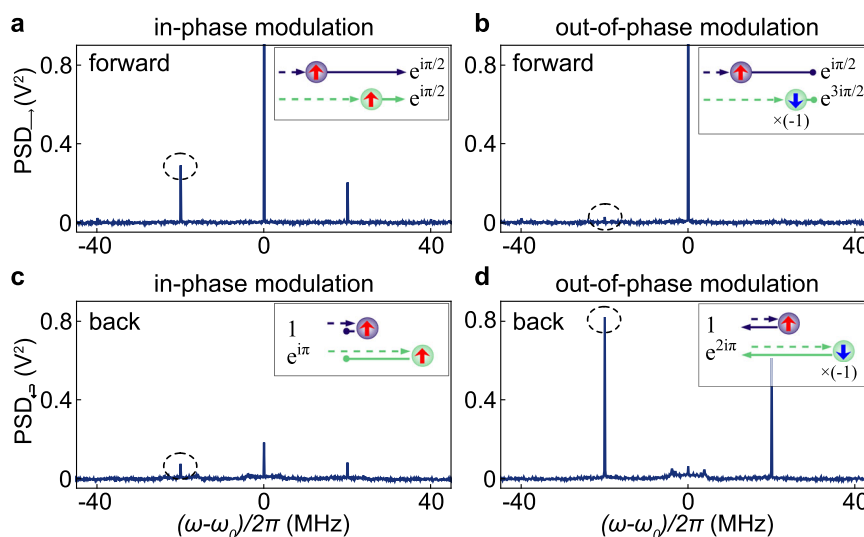 a in-phase modulation
forward
e^{iπ/2}
e^{iπ/2}
PSD→ (V²)
0.8
0.4
0
-40 0 40
b out-of-phase modulation
forward
e^{iπ/2}
e^{3iπ/2}
×(-1)
0.8
0.4
0
-40 0 40
c in-phase modulation
back
1
e^{iπ}
PSD↩ (V²)
0.8
0.4
0
-40 0 40
(ω-ω₀)/2π (MHz)
d out-of-phase modulation
back
1
e^{2iπ}
×(-1)
0.8
0.4
0
-40 0 40
(ω-ω₀)/2π (MHz)